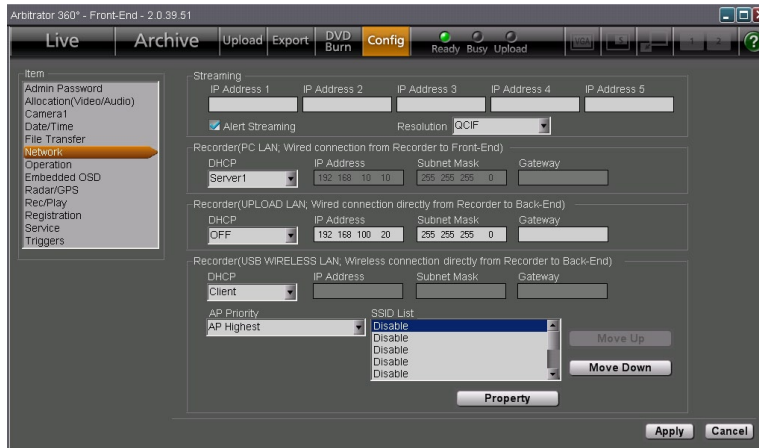 Arbitrator 360° - Front-End - 2.0.39.51
Live Archive Upload Export DVD Burn Config Ready Busy Upload VGA S 1 2 ?
Item
Admin Password
Allocation(Video/Audio)
Camera1
Date/Time
File Transfer
Network
Operation
Embedded OSD
Radar/GPS
Rec/Play
Registration
Service
Triggers
Streaming
IP Address 1 IP Address 2 IP Address 3 IP Address 4 IP Address 5
Alert Streaming Resolution QCIF
Recorder(PC LAN; Wired connection from Recorder to Front-End)
DHCP IP Address Subnet Mask Gateway
Server1 192 168 10 10 255 255 255 0
Recorder(UPLOAD LAN; Wired connection directly from Recorder to Back-End)
DHCP IP Address Subnet Mask Gateway
OFF 192 168 100 20 255 255 255 0
Recorder(USB WIRELESS LAN; Wireless connection directly from Recorder to Back-End)
DHCP IP Address Subnet Mask Gateway
Client
AP Priority SSID List
AP Highest Disable
Disable
Disable
Disable
Disable
Move Up
Move Down
Property
Apply Cancel